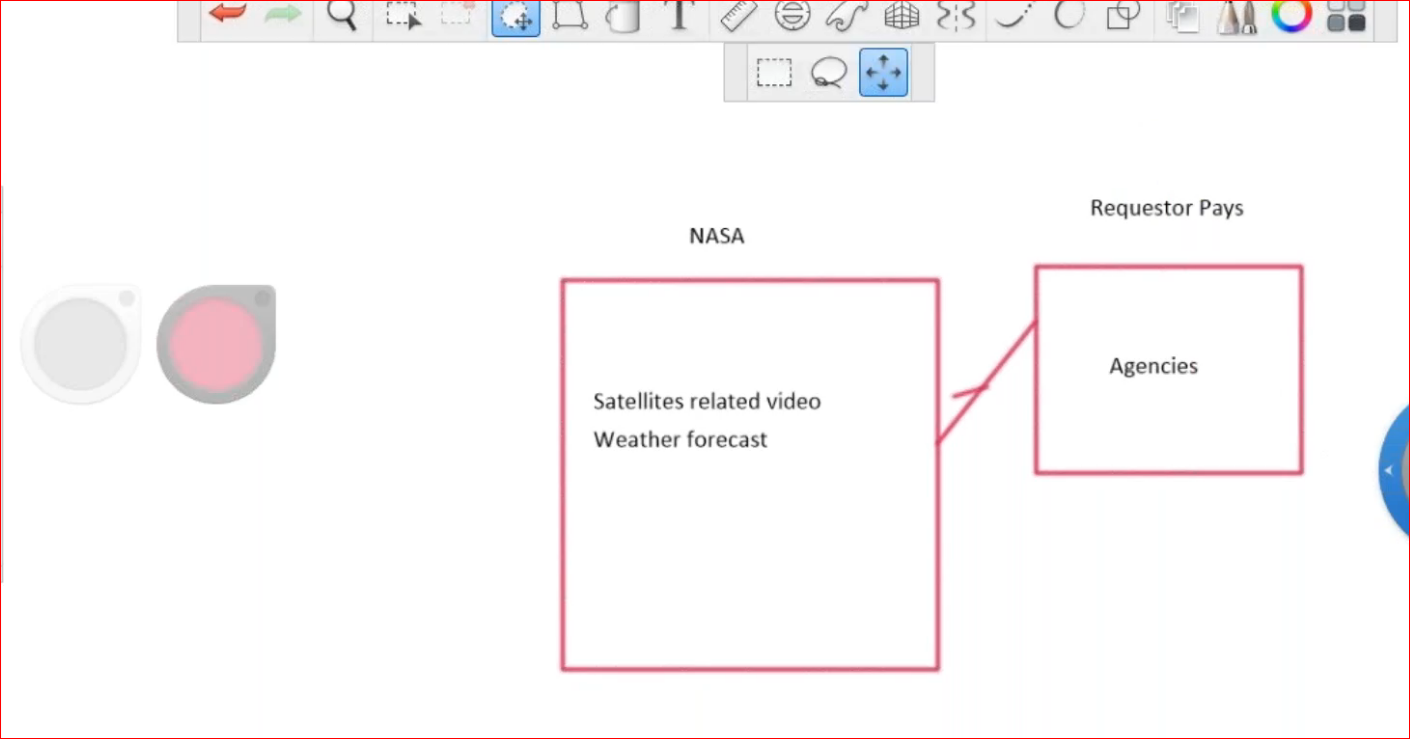 Requestor Pays
NASA
Agencies
Satellites related video
Weather forecast